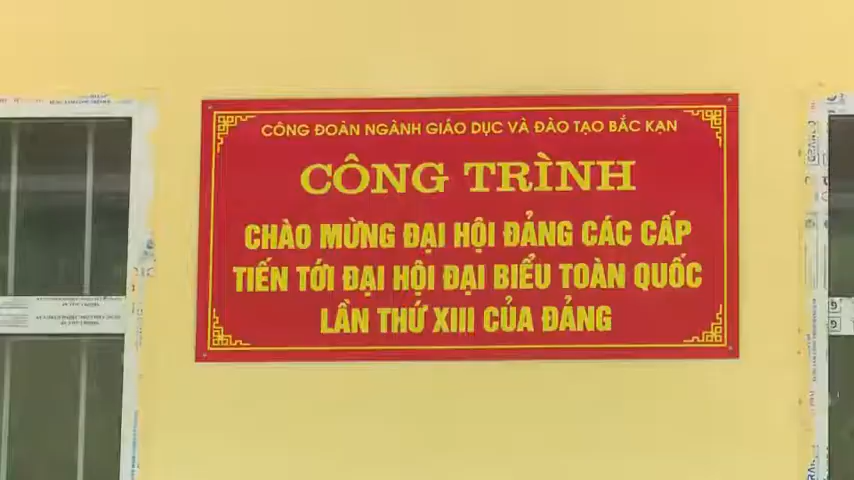 CÔNG ĐOÀN NGÀNH GIÁO DỤC VÀ ĐÀO TẠO BẮC KẠN
CÔNG TRÌNH
CHÀO MỪNG ĐẠI HỘI ĐẢNG CÁC CẤP
TIẾN TỚI ĐẠI HỘI ĐẠI BIỂU TOÀN QUỐC
LẦN THỨ XIII CỦA ĐẢNG